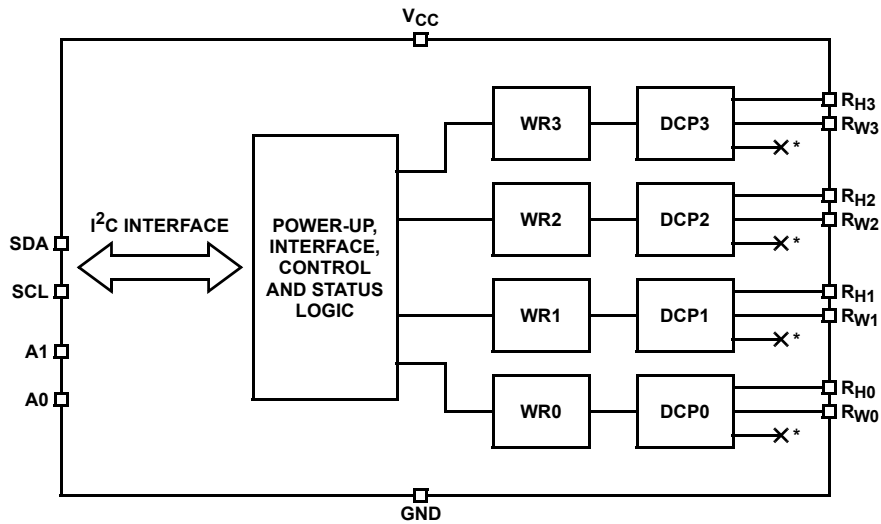 VCC
RH3
WR3
DCP3
RW3
*
RH2
I2C INTERFACE
POWER-UP,
INTERFACE,
CONTROL
AND STATUS
LOGIC
WR2
DCP2
RW2
SDA
*
SCL
RH1
WR1
DCP1
RW1
A1
*
A0
RH0
WR0
DCP0
RW0
*
GND